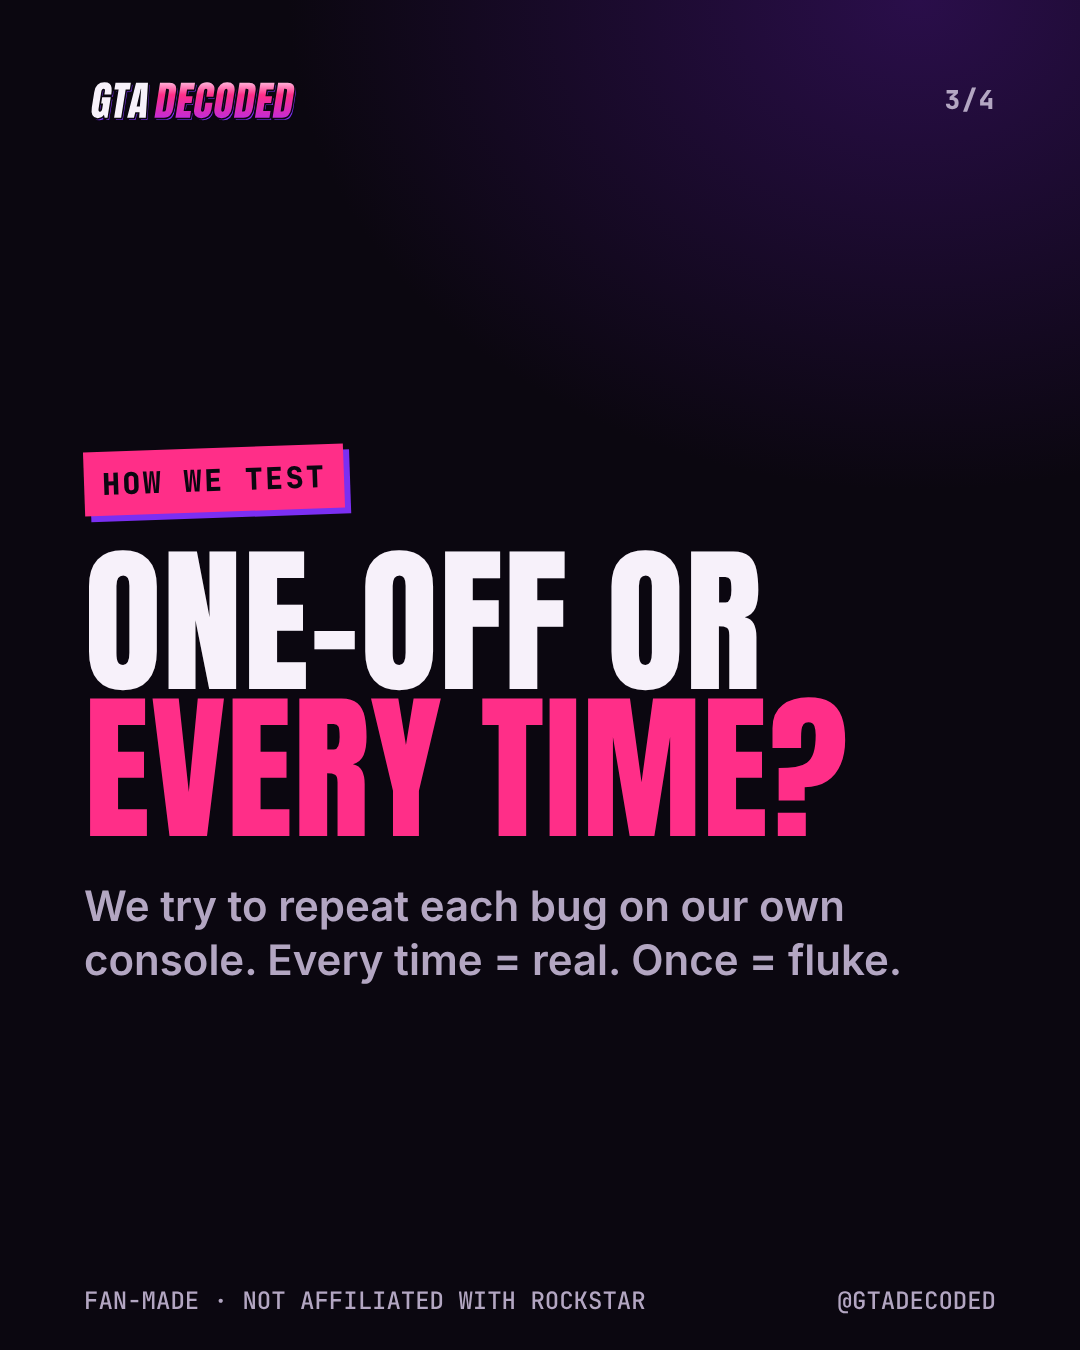 GTA DECODED
3/4
HOW WE TEST
ONE-OFF OR
EVERY TIME?
We try to repeat each bug on our own
console. Every time = real. Once = fluke.
FAN-MADE · NOT AFFILIATED WITH ROCKSTAR
@GTADECODED